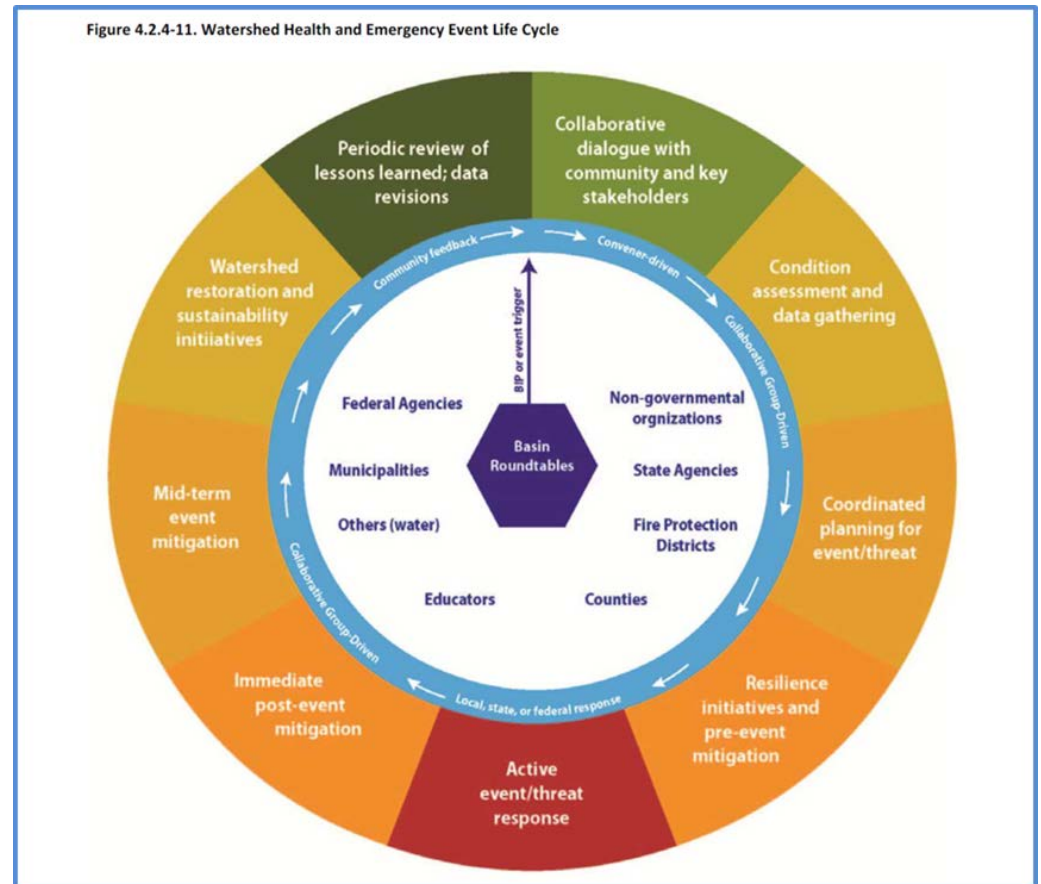 Figure 4.2.4-11. Watershed Health and Emergency Event Life Cycle
Collaborative
dialogue with
community and key
stakeholders
Condition
assessment and
data gathering
Coordinated
planning for
event/threat
Resilience
initiatives and
pre-event
mitigation
Active
event/threat
response
Immediate
post-event
mitigation
Mid-term
event
mitigation
Watershed
restoration and
sustainability
initiiatives
Periodic review of
lessons learned; data
revisions
Community feedback
Convener-driven
Collaborative Group-Driven
Local, state, or federal response
Collaborative Group-Driven
BIP or event trigger
Basin
Roundtables
Federal Agencies
Municipalities
Others (water)
Educators
Non-governmental
orgnizations
State Agencies
Fire Protection
Districts
Counties